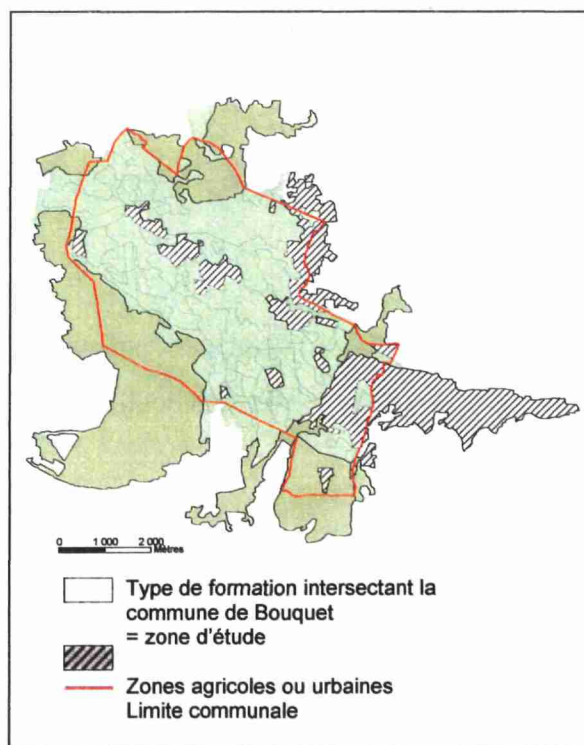 0 1 000 2 000
Mètres
Type de formation intersectant la
commune de Bouquet
= zone d'étude
Zones agricoles ou urbaines
Limite communale